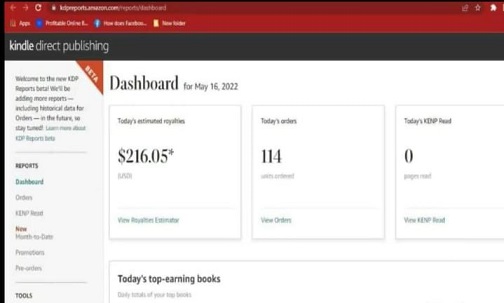 kdpreports.amazon.com/reports/dashboard
Apps
Profitable Online B...
How does Faceboo...
New folder
kindle direct publishing
BETA
Welcome to the new KDP
Reports beta! We'll be
adding more reports —
including historical data for
Orders — in the future, so
stay tuned! Learn more about
KDP Reports beta
REPORTS
Dashboard
Orders
KENP Read
New
Month-to-Date
Promotions
Pre-orders
TOOLS
Dashboard for May 16, 2022
Today's estimated royalties
$216.05*
(USD)
View Royalties Estimator
Today's orders
114
units ordered
View Orders
Today's KENP Read
0
pages read
View KENP Read
Today's top-earning books
Daily totals of your top books